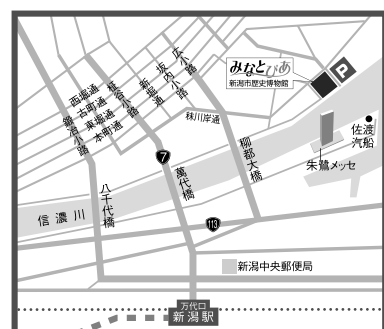 みなとぴあ
新潟市歴史博物館
P
広小路
坂内小路
新堀通
柾谷小路
西堀通
古町通
東堀通
本町通
鍛冶小路
秣川岸通
佐渡汽船
朱鷺メッセ
柳都大橋
7
萬代橋
八千代橋
信濃川
113
新潟中央郵便局
万代口
新潟駅